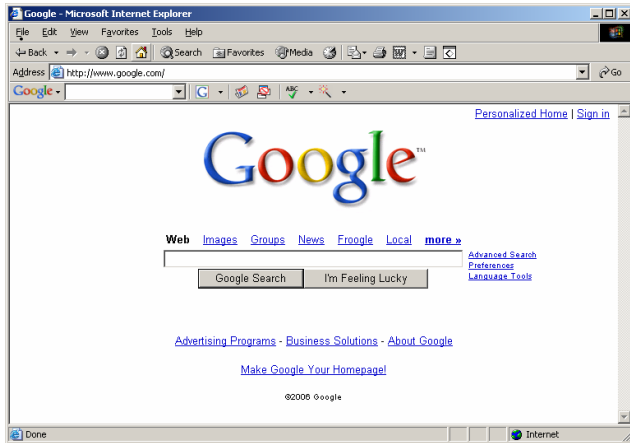 Google - Microsoft Internet Explorer
File Edit View Favorites Tools Help
Back Search Favorites Media
Address http://www.google.com/ Go
Google G ABC
Personalized Home | Sign in
Google™
Web Images Groups News Froogle Local more »
Advanced Search
Preferences
Language Tools
Google Search I'm Feeling Lucky
Advertising Programs - Business Solutions - About Google
Make Google Your Homepage!
©2006 Google
Done Internet